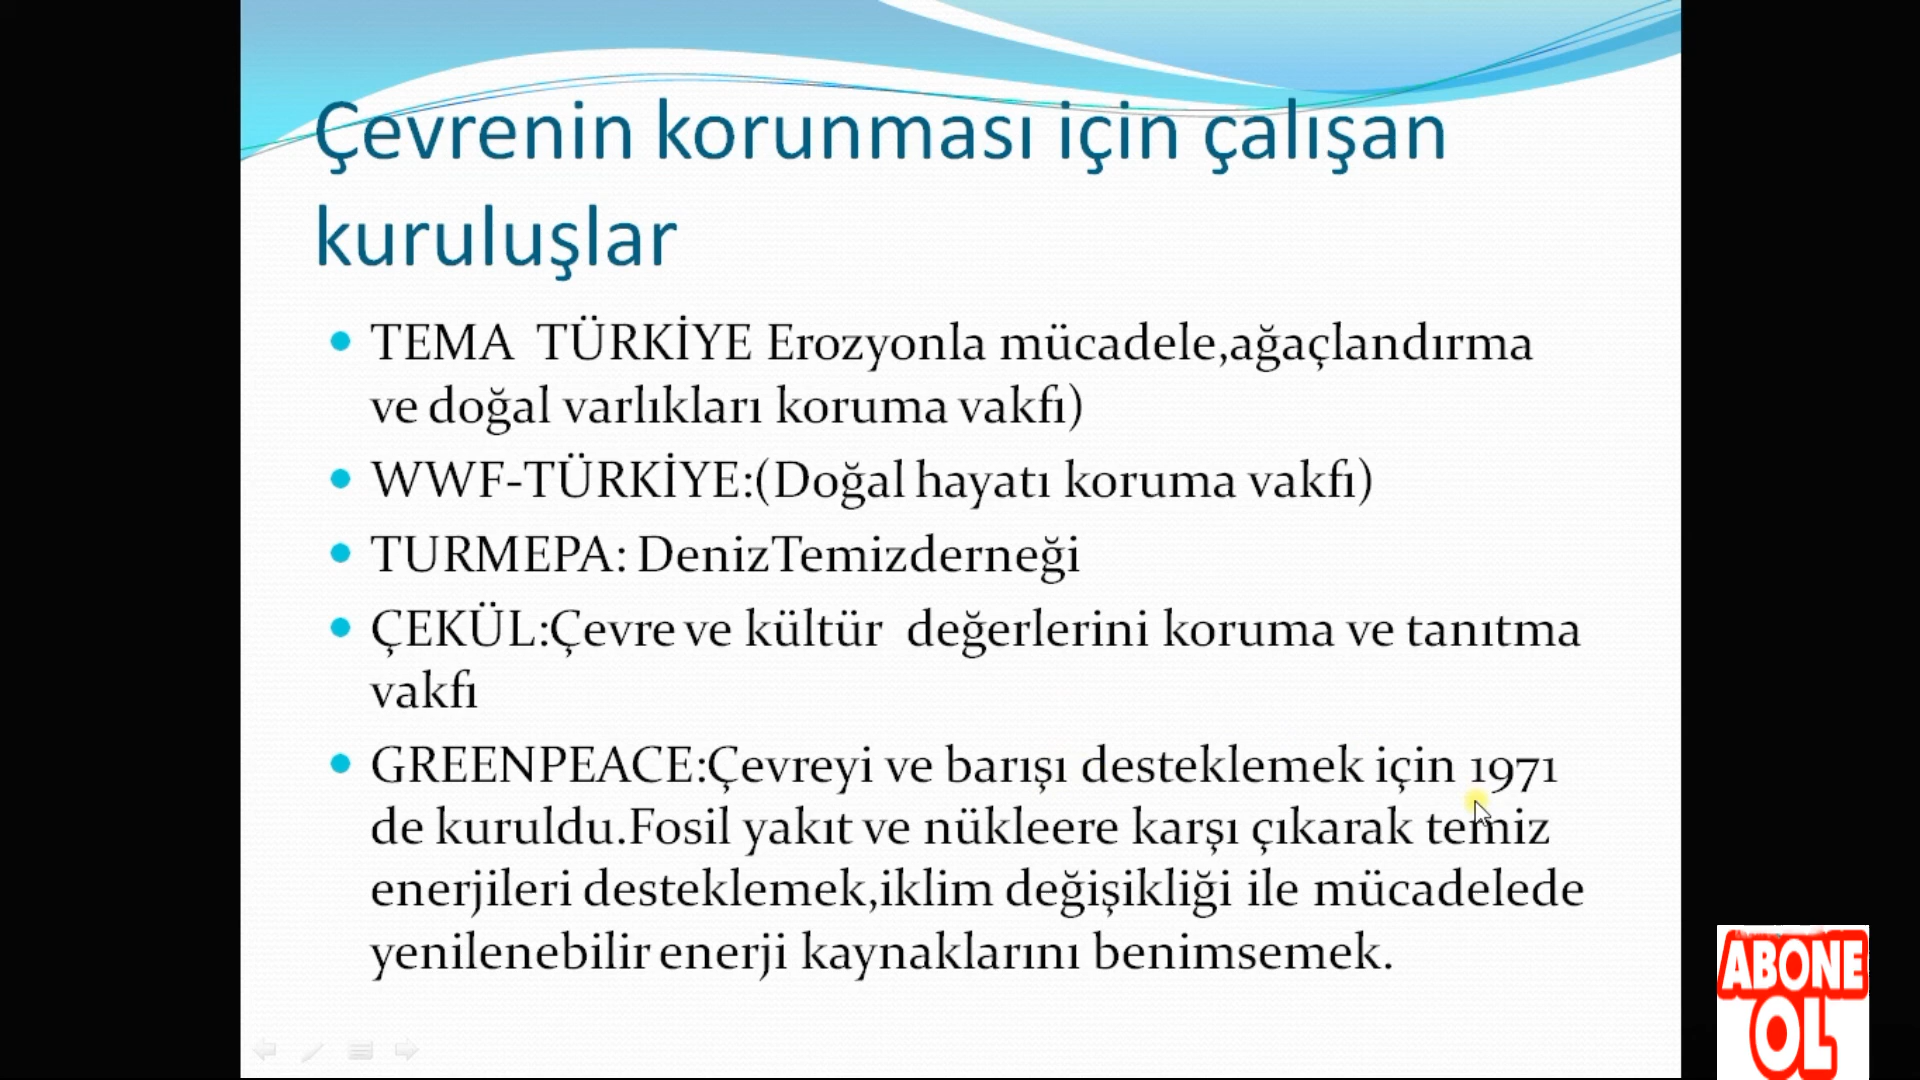 Çevrenin korunması için çalışan
kuruluşlar
TEMA TÜRKİYE Erozyonla mücadele,ağaçlandırma
ve doğal varlıkları koruma vakfı)
WWF-TÜRKİYE:(Doğal hayatı koruma vakfı)
TURMEPA: DenizTemizderneği
ÇEKÜL:Çevre ve kültür değerlerini koruma ve tanıtma
vakfı
GREENPEACE:Çevreyi ve barışı desteklemek için 1971
de kuruldu.Fosil yakıt ve nükleere karşı çıkarak temiz
enerjileri desteklemek,iklim değişikliği ile mücadelede
yenilenebilir enerji kaynaklarını benimsemek.
ABONE
OL